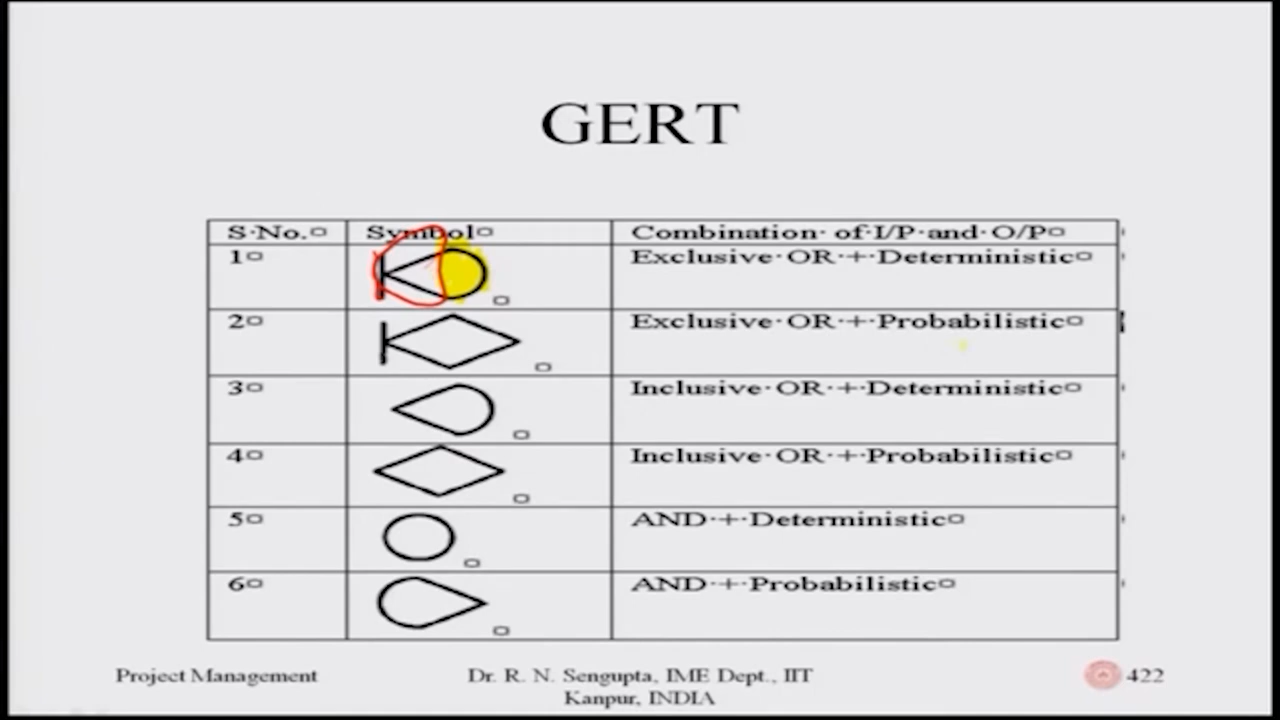 GERT
S·No. Symbol Combination· of·I/P·and·O/P
1 Exclusive·OR·+·Deterministic
2 Exclusive·OR·+·Probabilistic
3 Inclusive·OR·+·Deterministic
4 Inclusive·OR·+·Probabilistic
5 AND·+·Deterministic
6 AND·+·Probabilistic
Project Management Dr. R. N. Sengupta, IME Dept., IIT 422
Kanpur, INDIA